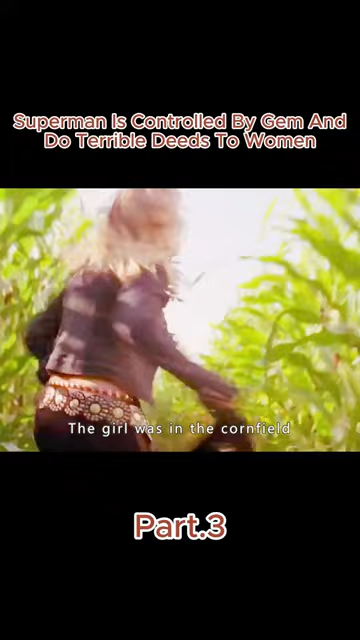 Superman Is Controlled By Gem And
Do Terrible Deeds To Women
The girl was in the cornfield
Part.3